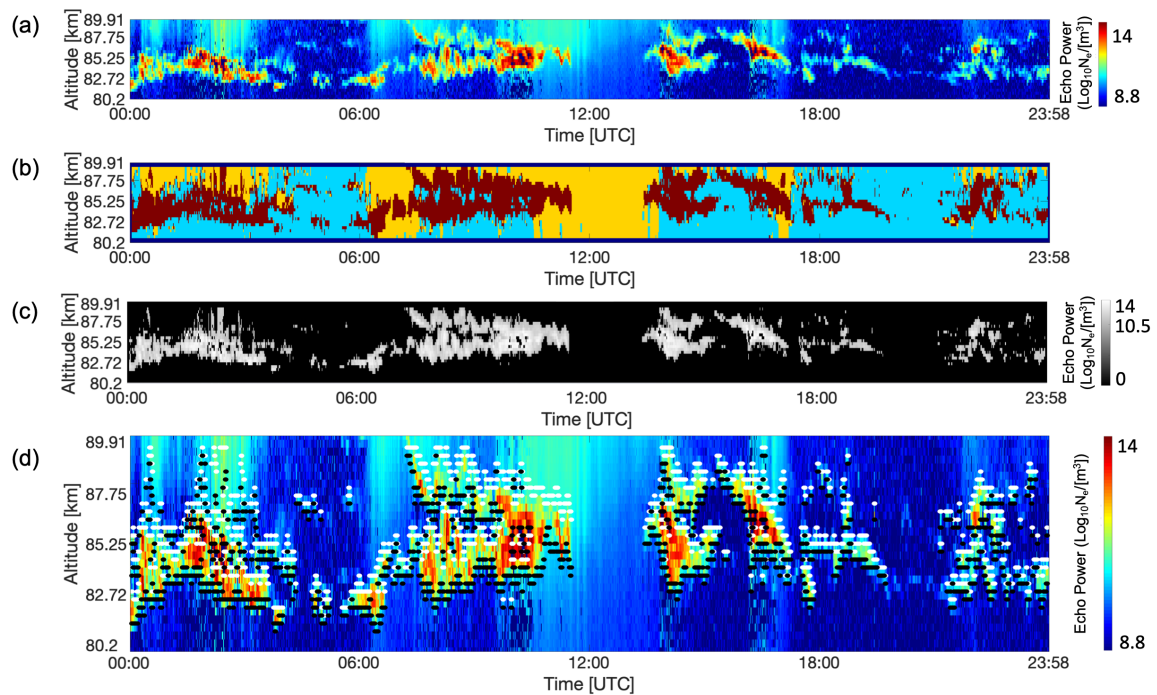 (a)
Altitude [km]
89.91
87.75
85.25
82.72
80.2
00:00 06:00 12:00 18:00 23:58
Time [UTC]
Echo Power
(Log₁₀Nₑ/[m³])
14
8.8
(b)
Altitude [km]
89.91
87.75
85.25
82.72
80.2
00:00 06:00 12:00 18:00 23:58
Time [UTC]
(c)
Altitude [km]
89.91
87.75
85.25
82.72
80.2
00:00 06:00 12:00 18:00 23:58
Time [UTC]
Echo Power
(Log₁₀Nₑ/[m³])
14
10.5
0
(d)
Altitude [km]
89.91
87.75
85.25
82.72
80.2
00:00 06:00 12:00 18:00 23:58
Time [UTC]
Echo Power (Log₁₀Nₑ/[m³])
14
8.8